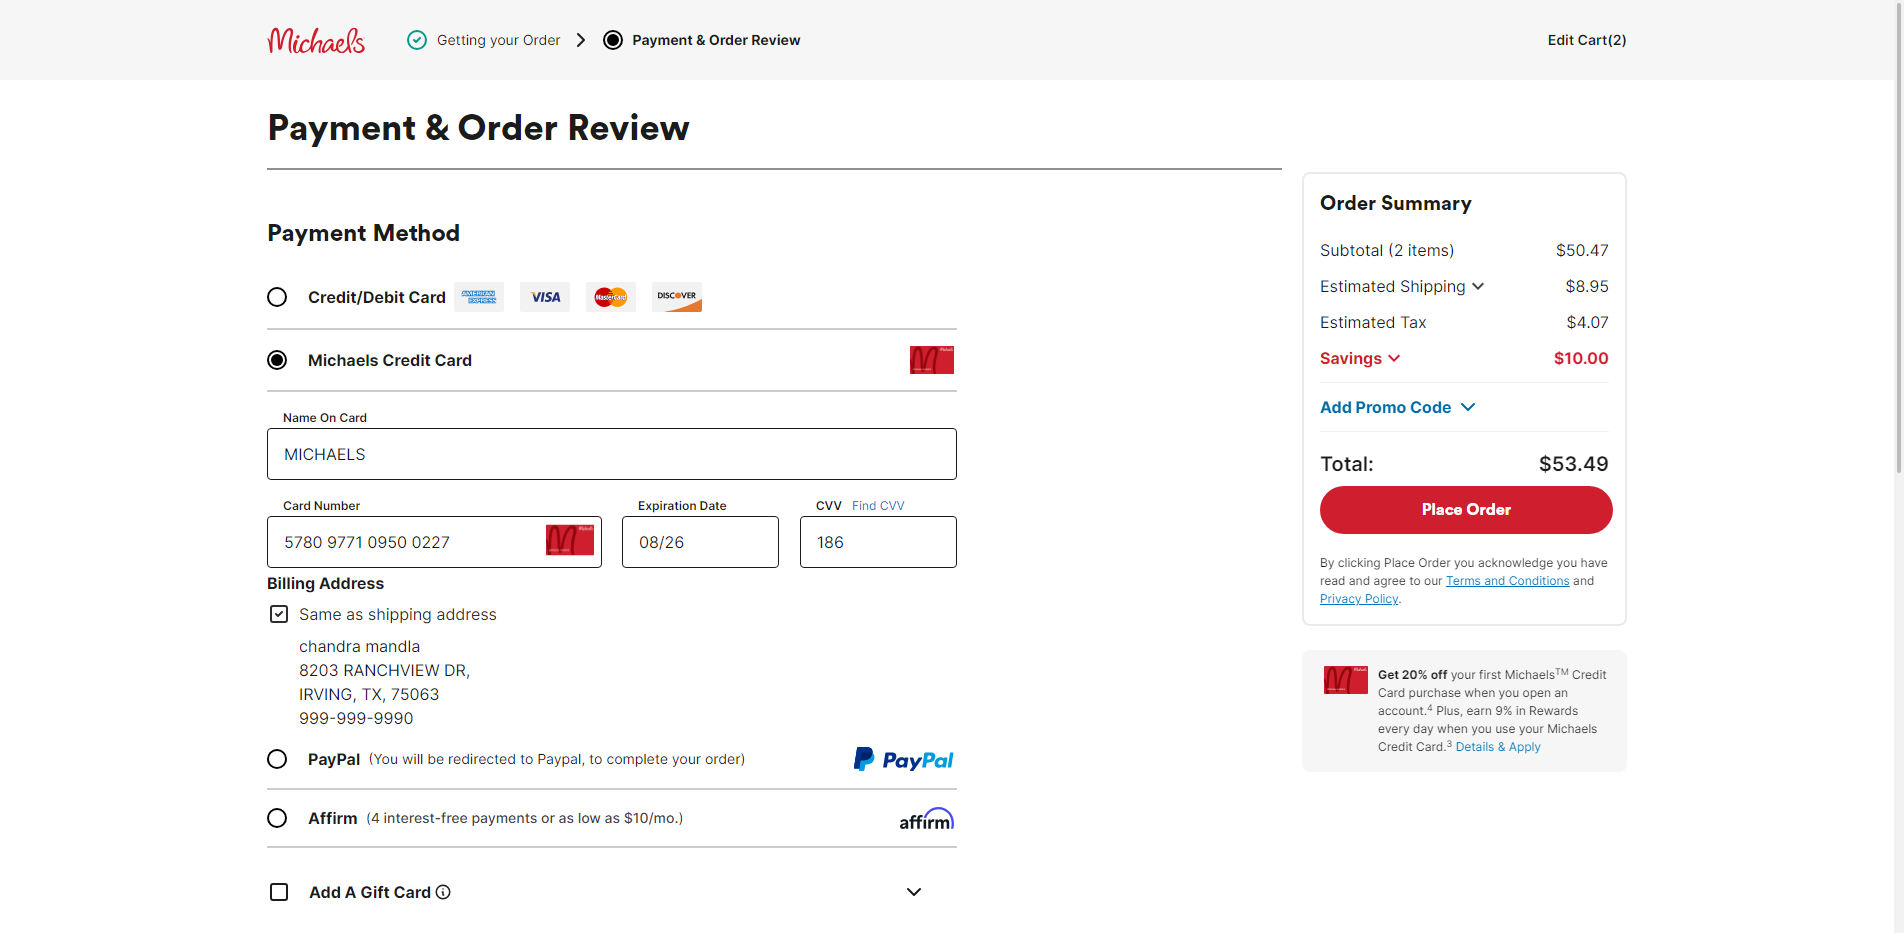 Michaels
Getting your Order
Payment & Order Review
Edit Cart(2)
Payment & Order Review
Payment Method
Credit/Debit Card
AMERICAN EXPRESS
VISA
MasterCard
DISCOVER
Michaels Credit Card
Name On Card
MICHAELS
Card Number
Expiration Date
CVV Find CVV
5780 9771 0950 0227
08/26
186
Billing Address
Same as shipping address
chandra mandla
8203 RANCHVIEW DR,
IRVING, TX, 75063
999-999-9990
PayPal (You will be redirected to Paypal, to complete your order)
PayPal
Affirm (4 interest-free payments or as low as $10/mo.)
affirm
Add A Gift Card
Order Summary
Subtotal (2 items) $50.47
Estimated Shipping $8.95
Estimated Tax $4.07
Savings $10.00
Add Promo Code
Total: $53.49
Place Order
By clicking Place Order you acknowledge you have
read and agree to our Terms and Conditions and
Privacy Policy.
Get 20% off your first Michaels™ Credit
Card purchase when you open an
account.⁴ Plus, earn 9% in Rewards
every day when you use your Michaels
Credit Card.³ Details & Apply